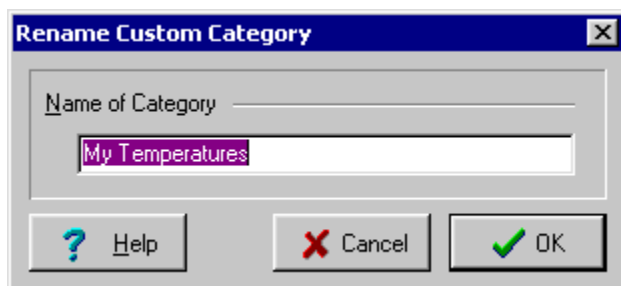 Rename Custom Category
Name of Category
My Temperatures
? Help
Cancel
OK